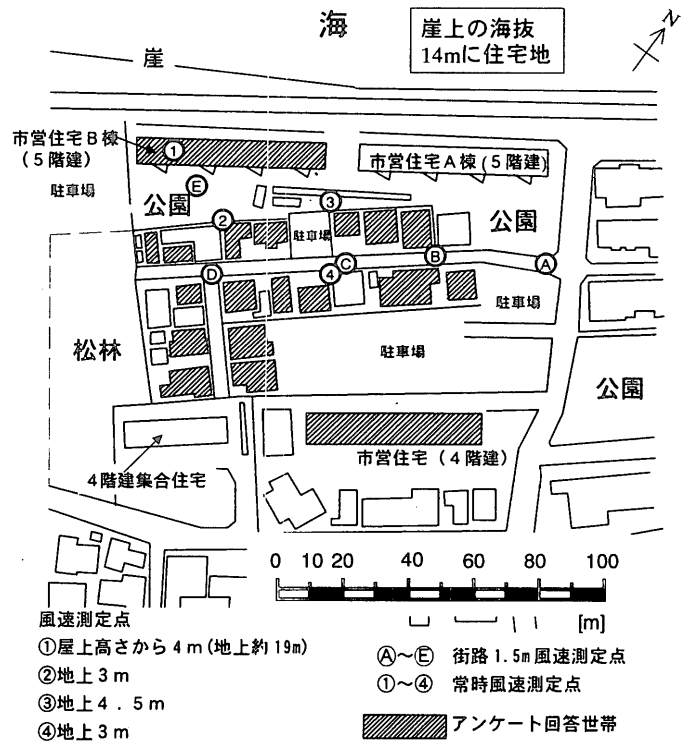 海
崖上の海抜
14mに住宅地
N
崖
市営住宅B棟
（5階建）
①
市営住宅A棟（5階建）
駐車場
Ⓔ
公園
②
③
駐車場
公園
Ⓓ
④
Ⓒ
Ⓑ
Ⓐ
駐車場
松林
駐車場
公園
市営住宅（4階建）
4階建集合住宅
0 10 20 40 60 80 100
[m]
風速測定点
①屋上高さから4m(地上約19m)
②地上3m
③地上4.5m
④地上3m
Ⓐ～Ⓔ 街路1.5m風速測定点
①～④ 常時風速測定点
アンケート回答世帯